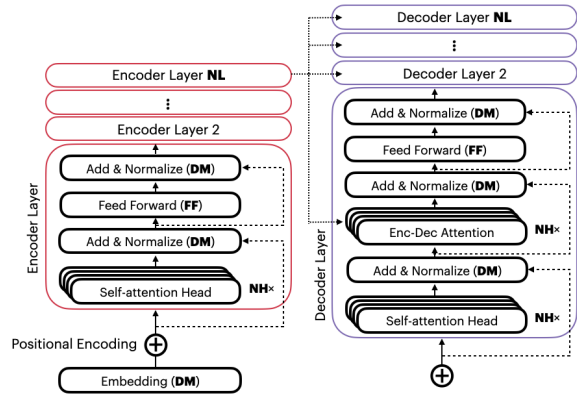 Encoder Layer NL
⋮
Encoder Layer 2
Add & Normalize (DM)
Feed Forward (FF)
Add & Normalize (DM)
Self-attention Head
NH×
Encoder Layer
Positional Encoding
+
Embedding (DM)
Decoder Layer NL
⋮
Decoder Layer 2
Add & Normalize (DM)
Feed Forward (FF)
Add & Normalize (DM)
Enc-Dec Attention
NH×
Add & Normalize (DM)
Self-attention Head
NH×
Decoder Layer
+